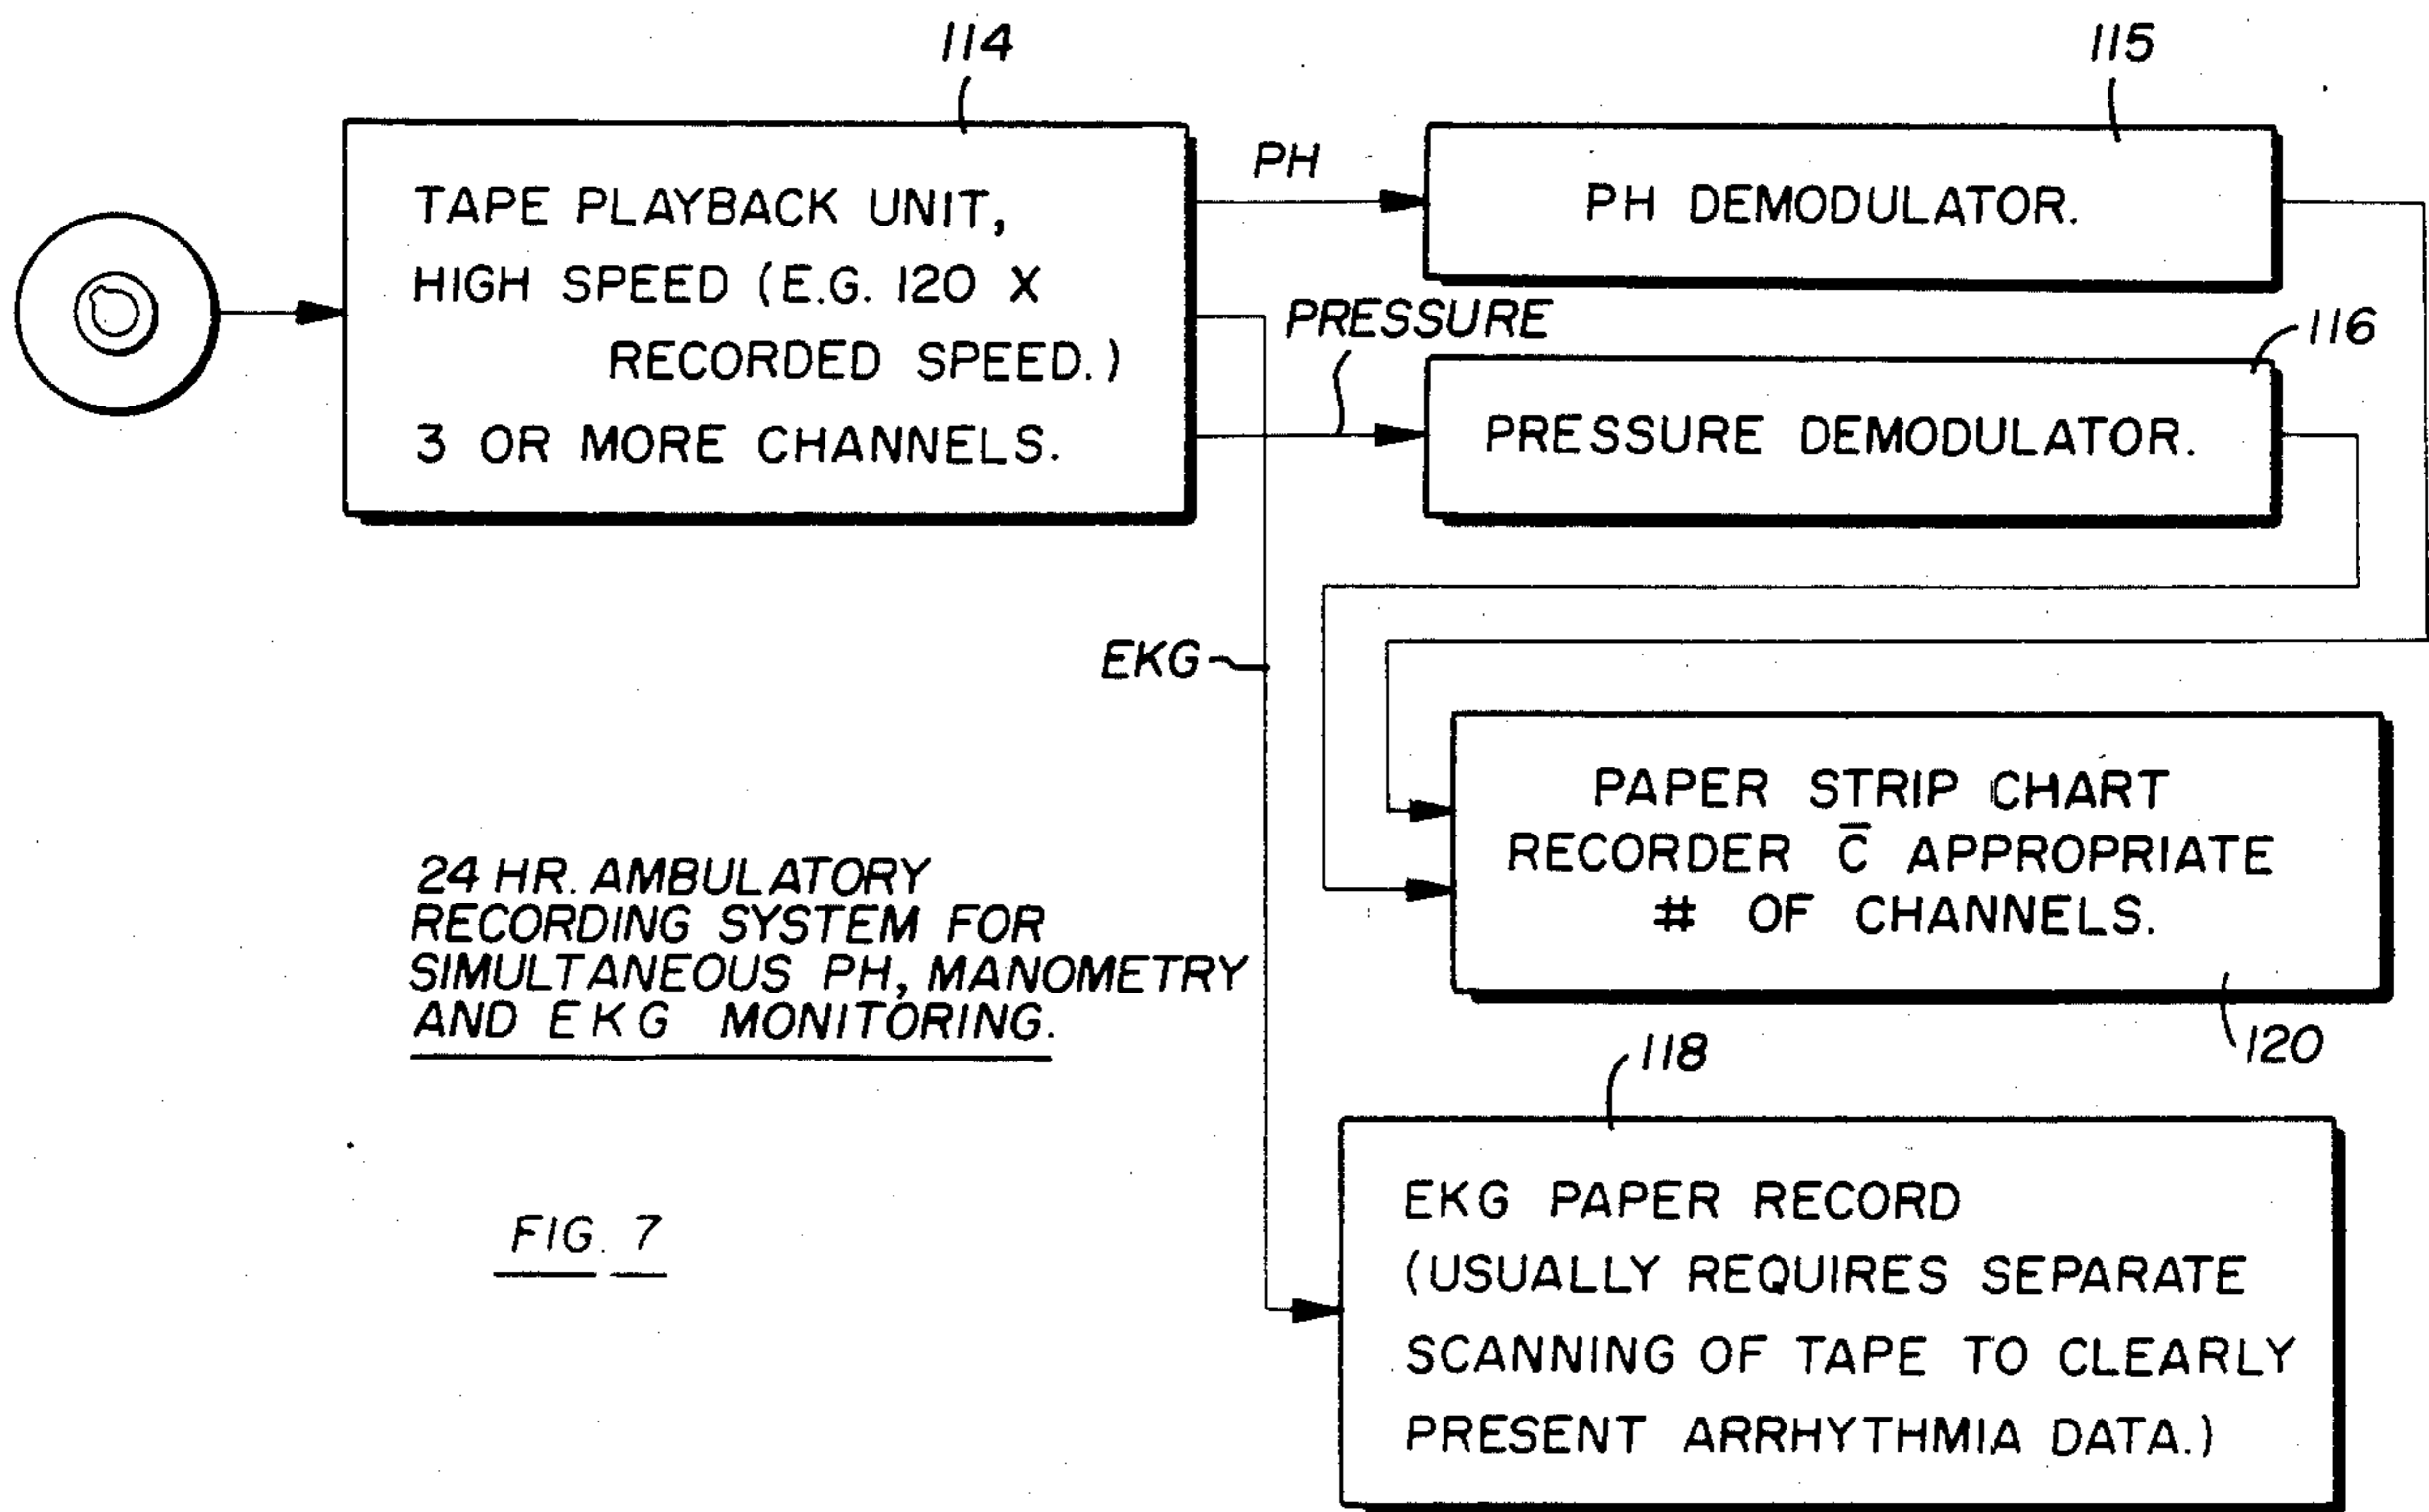 114
115
TAPE PLAYBACK UNIT,
HIGH SPEED (E.G. 120 X
RECORDED SPEED.)
3 OR MORE CHANNELS.
PH
PH DEMODULATOR.
PRESSURE
116
PRESSURE DEMODULATOR.
EKG
PAPER STRIP CHART
RECORDER C̅ APPROPRIATE
# OF CHANNELS.
120
24 HR. AMBULATORY
RECORDING SYSTEM FOR
SIMULTANEOUS PH, MANOMETRY
AND EKG MONITORING.
118
EKG PAPER RECORD
(USUALLY REQUIRES SEPARATE
SCANNING OF TAPE TO CLEARLY
PRESENT ARRHYTHMIA DATA.)
FIG. 7